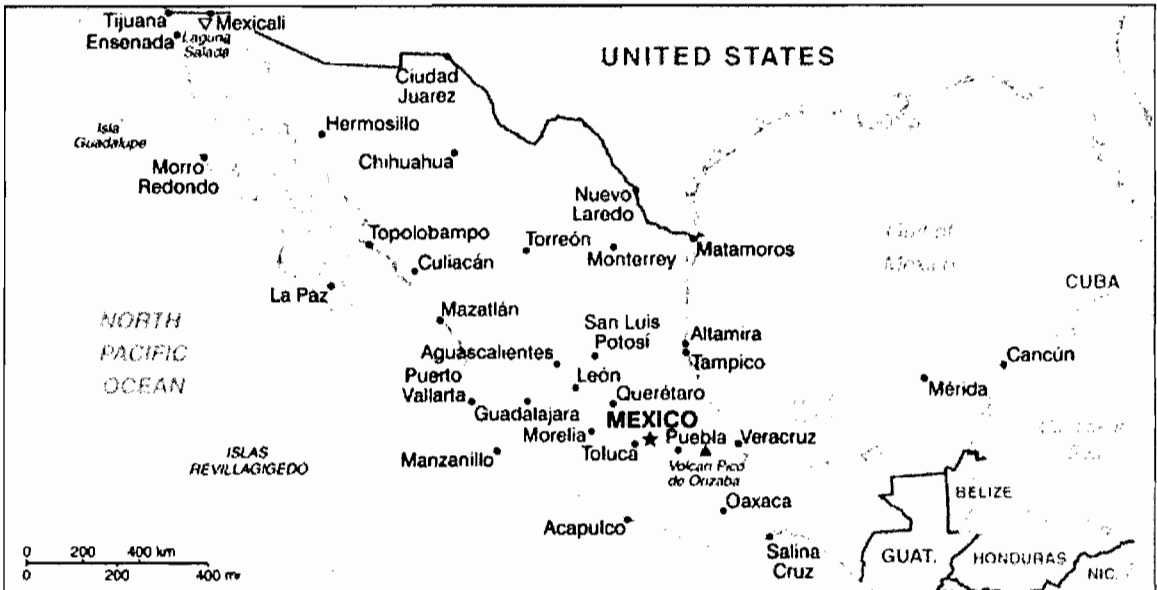 Tijuana
Mexicali
Ensenada
Laguna
Salada
UNITED STATES
Ciudad
Juarez
Isla
Guadalupe
Hermosillo
Chihuahua
Morro
Redondo
Nuevo
Laredo
Topolobampo
Torreón
Monterrey
Matamoros
Gulf of
Mexico
Culiacán
CUBA
La Paz
Mazatlán
NORTH
PACIFIC
OCEAN
San Luis
Potosí
Altamira
Tampico
Aguascalientes
Cancún
Puerto
Vallarta
León
Mérida
Querétaro
Guadalajara
MEXICO
Morelia
Puebla
Veracruz
Toluca
Manzanillo
ISLAS
REVILLAGIGEDO
Volcan Pico
de Orizaba
BELIZE
Oaxaca
Acapulco
Salina
Cruz
GUAT.
HONDURAS
NIC.
0 200 400 km
0 200 400 mi